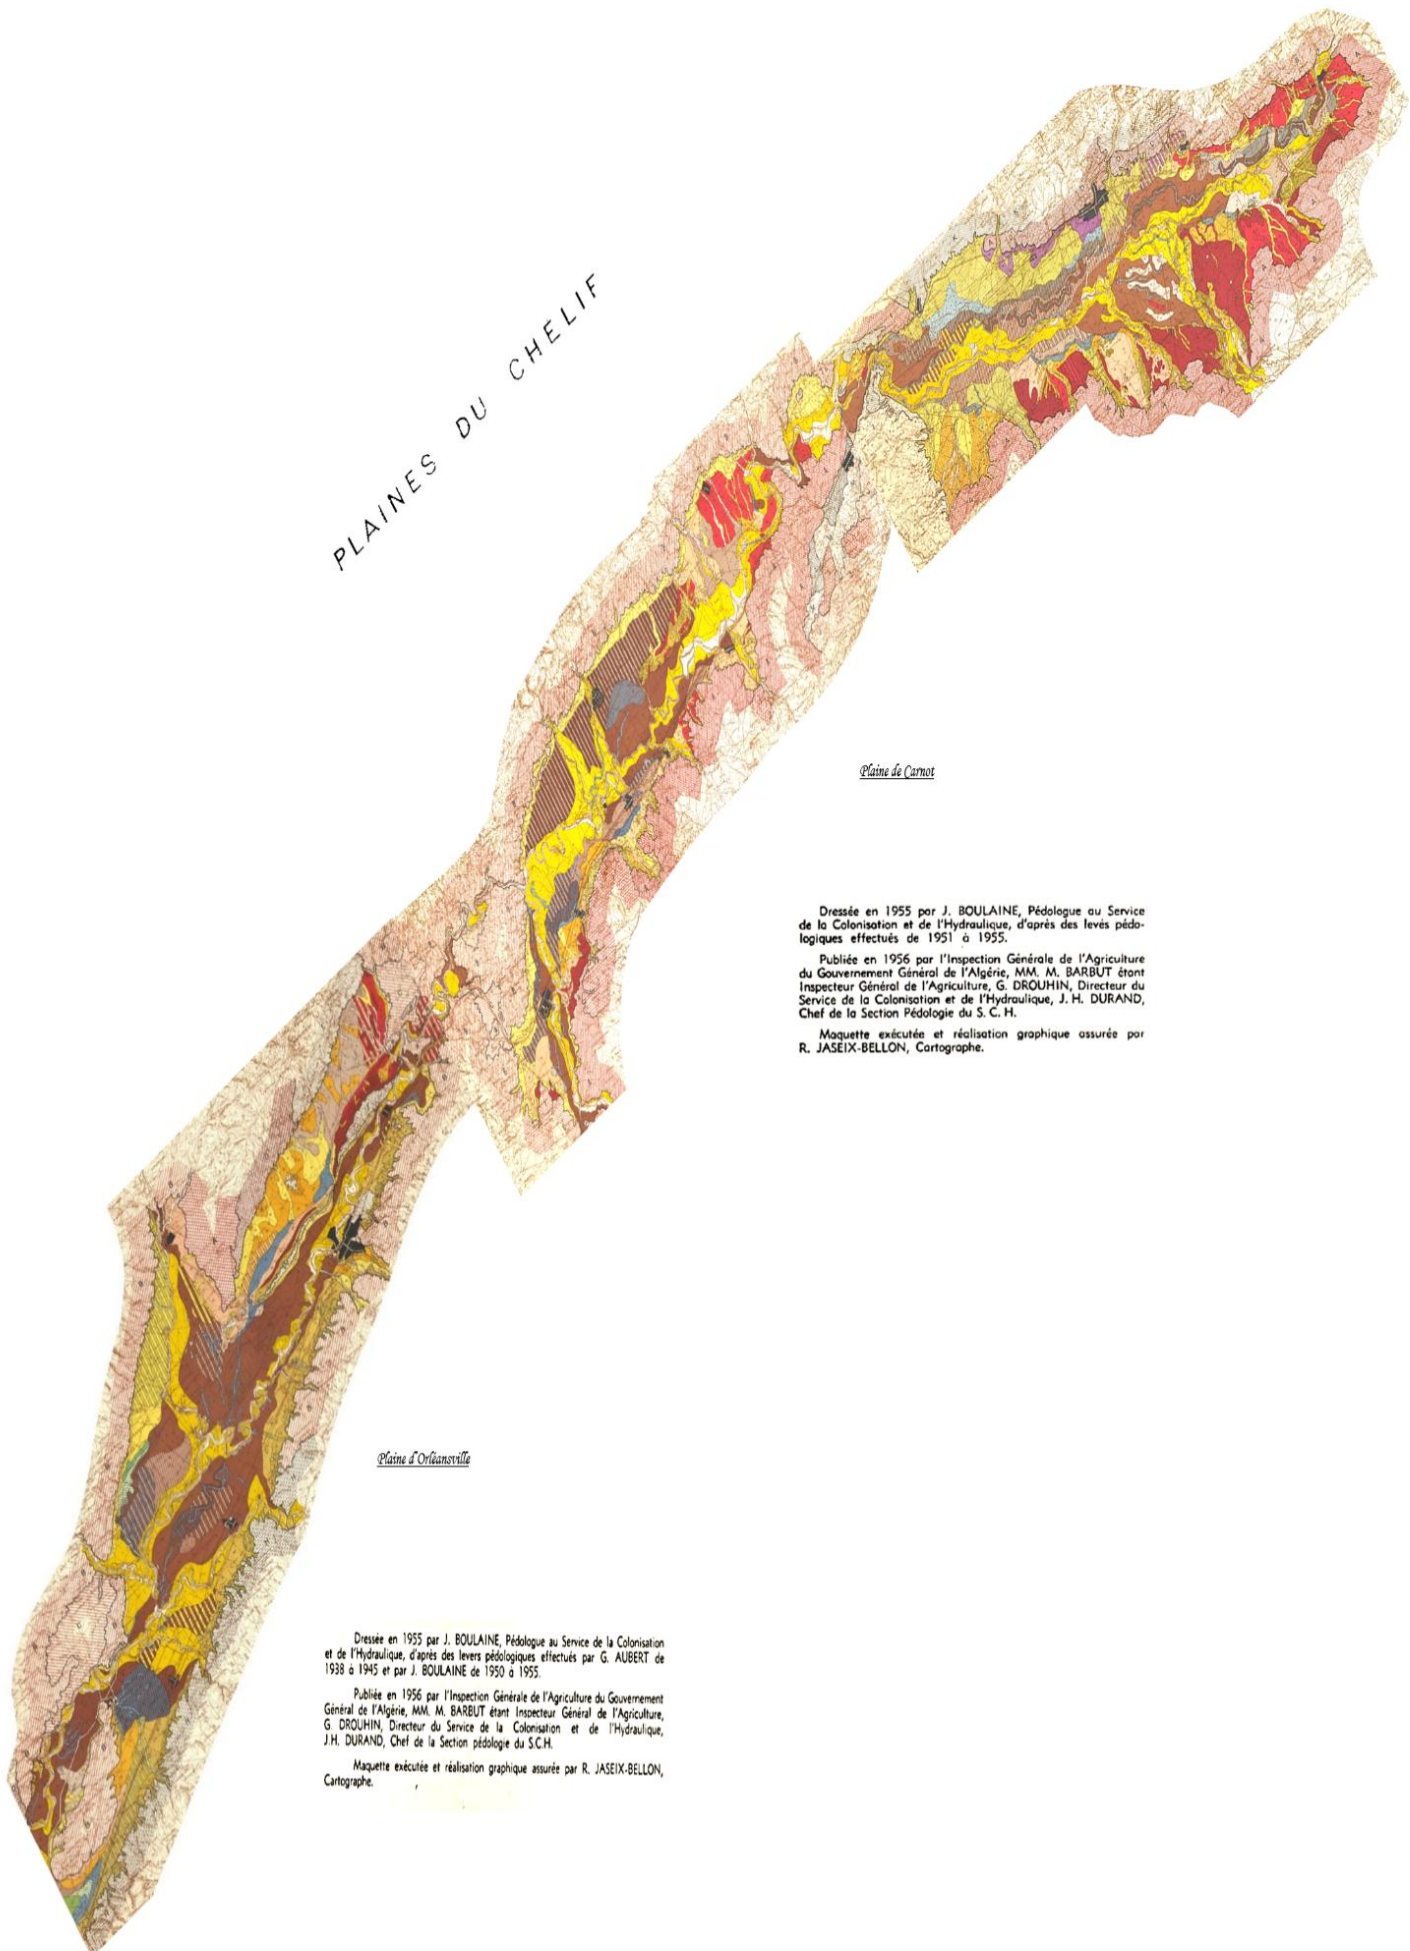 PLAINES DU CHELIF
Plaine de Carnot
Dressée en 1955 par J. BOULAINE, Pédologue au Service
de la Colonisation et de l'Hydraulique, d'après des levés pédo-
logiques effectués de 1951 à 1955.
Publiée en 1956 par l'Inspection Générale de l'Agriculture
du Gouvernement Général de l'Algérie, MM. M. BARBUT étant
Inspecteur Général de l'Agriculture, G. DROUHIN, Directeur du
Service de la Colonisation et de l'Hydraulique, J. H. DURAND,
Chef de la Section Pédologie du S. C. H.
Maquette exécutée et réalisation graphique assurée par
R. JASEIX-BELLON, Cartographe.
Plaine d'Orléansville
Dressée en 1955 par J. BOULAINE, Pédologue au Service de la Colonisation
et de l'Hydraulique, d'après des levers pédologiques effectués par G. AUBERT de
1938 à 1945 et par J. BOULAINE de 1950 à 1955.
Publiée en 1956 par l'Inspection Générale de l'Agriculture du Gouvernement
Général de l'Algérie, MM. M. BARBUT étant Inspecteur Général de l'Agriculture,
G. DROUHIN, Directeur du Service de la Colonisation et de l'Hydraulique,
J.H. DURAND, Chef de la Section pédologie du S.C.H.
Maquette exécutée et réalisation graphique assurée par R. JASEIX-BELLON,
Cartographe.